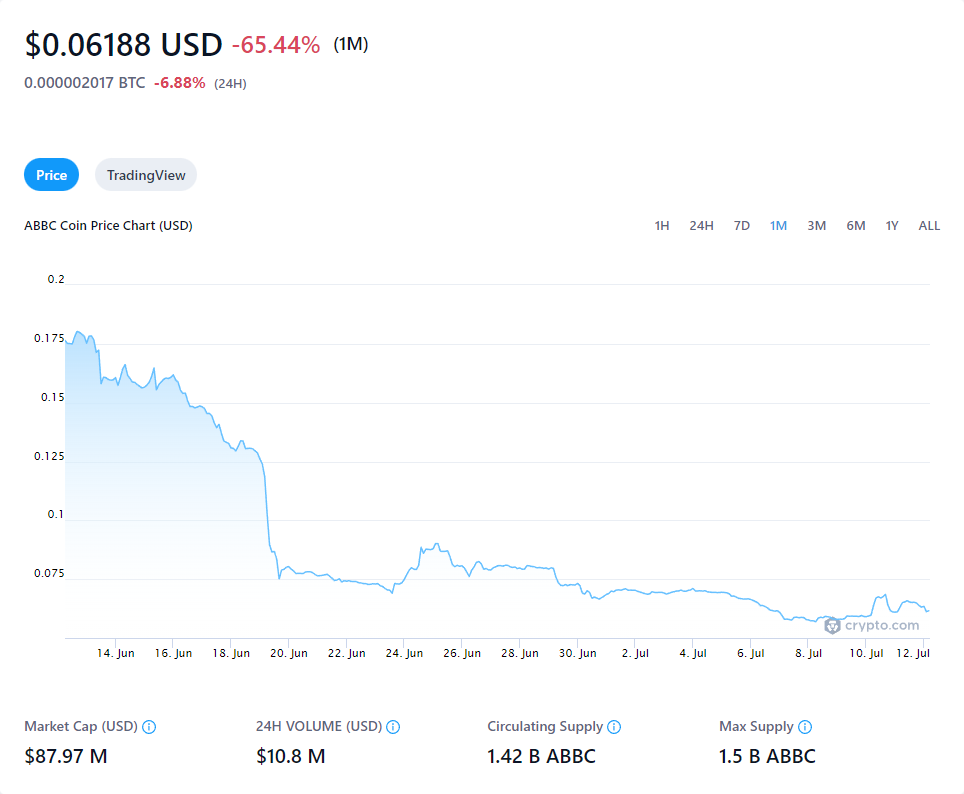 $0.06188 USD -65.44% (1M)
0.000002017 BTC -6.88% (24H)
Price TradingView
ABBC Coin Price Chart (USD) 1H 24H 7D 1M 3M 6M 1Y ALL
0.2
0.175
0.15
0.125
0.1
0.075
crypto.com
14. Jun 16. Jun 18. Jun 20. Jun 22. Jun 24. Jun 26. Jun 28. Jun 30. Jun 2. Jul 4. Jul 6. Jul 8. Jul 10. Jul 12. Jul
Market Cap (USD) 24H VOLUME (USD) Circulating Supply Max Supply
$87.97 M $10.8 M 1.42 B ABBC 1.5 B ABBC